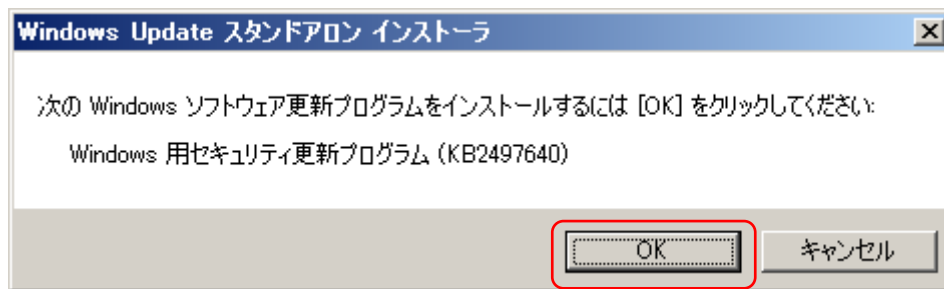 Windows Update スタンドアロン インストーラ
次の Windows ソフトウェア更新プログラムをインストールするには [OK] をクリックしてください:
Windows 用セキュリティ更新プログラム (KB2497640)
OK キャンセル